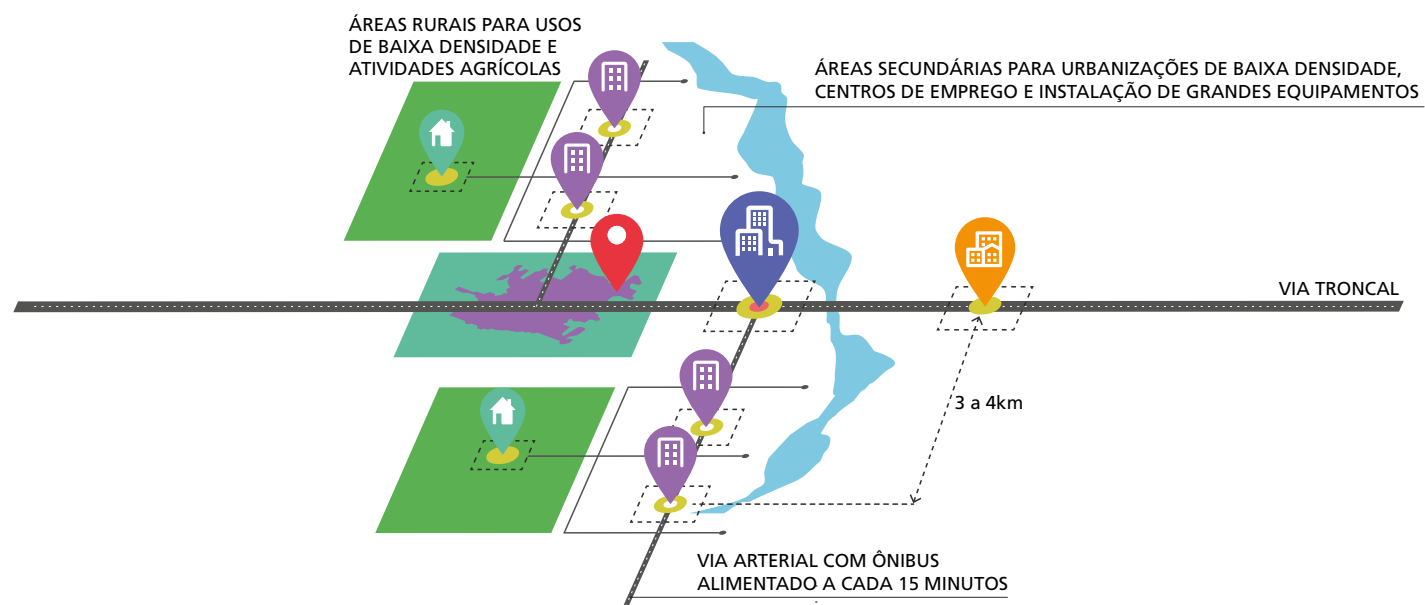 ÁREAS RURAIS PARA USOS
DE BAIXA DENSIDADE E
ATIVIDADES AGRÍCOLAS
ÁREAS SECUNDÁRIAS PARA URBANIZAÇÕES DE BAIXA DENSIDADE,
CENTROS DE EMPREGO E INSTALAÇÃO DE GRANDES EQUIPAMENTOS
VIA TRONCAL
3 a 4km
VIA ARTERIAL COM ÔNIBUS
ALIMENTADO A CADA 15 MINUTOS